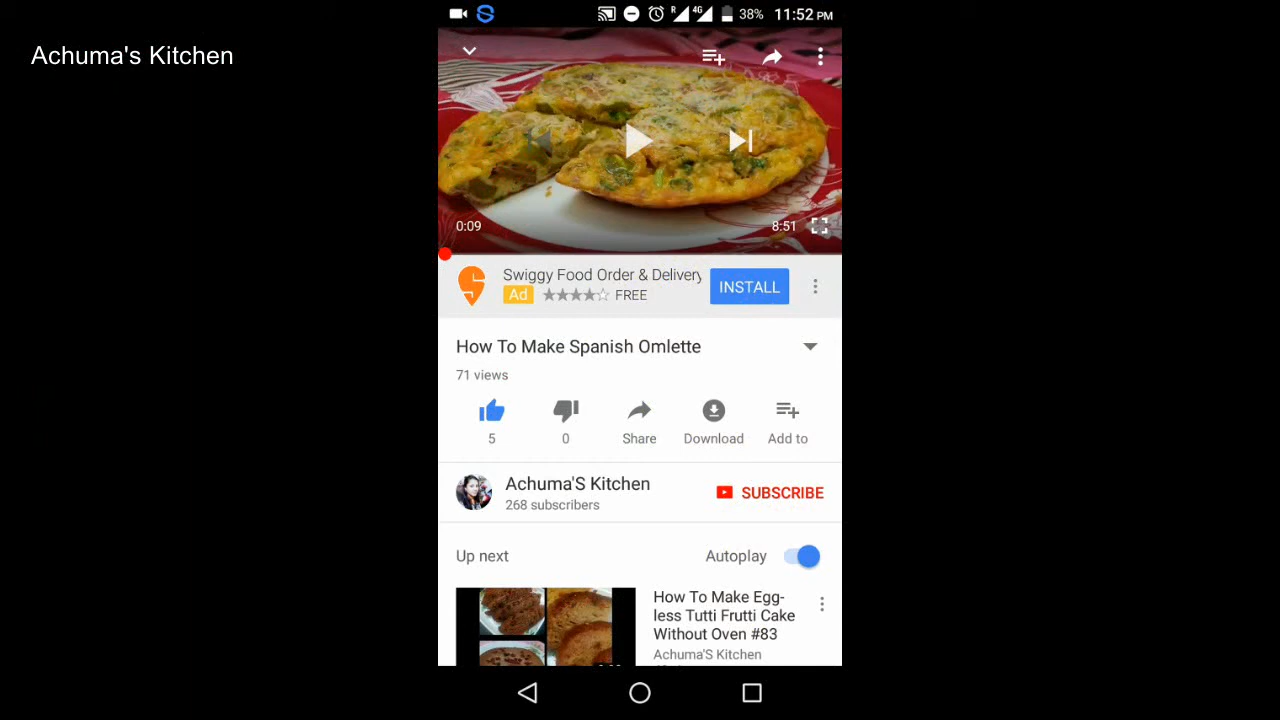 Achuma's Kitchen
R 4G 38% 11:52 PM
0:09 8:51
Swiggy Food Order & Delivery
Ad FREE INSTALL
How To Make Spanish Omlette
71 views
5 0 Share Download Add to
Achuma'S Kitchen
268 subscribers
SUBSCRIBE
Up next Autoplay
How To Make Egg-
less Tutti Frutti Cake
Without Oven #83
Achuma'S Kitchen